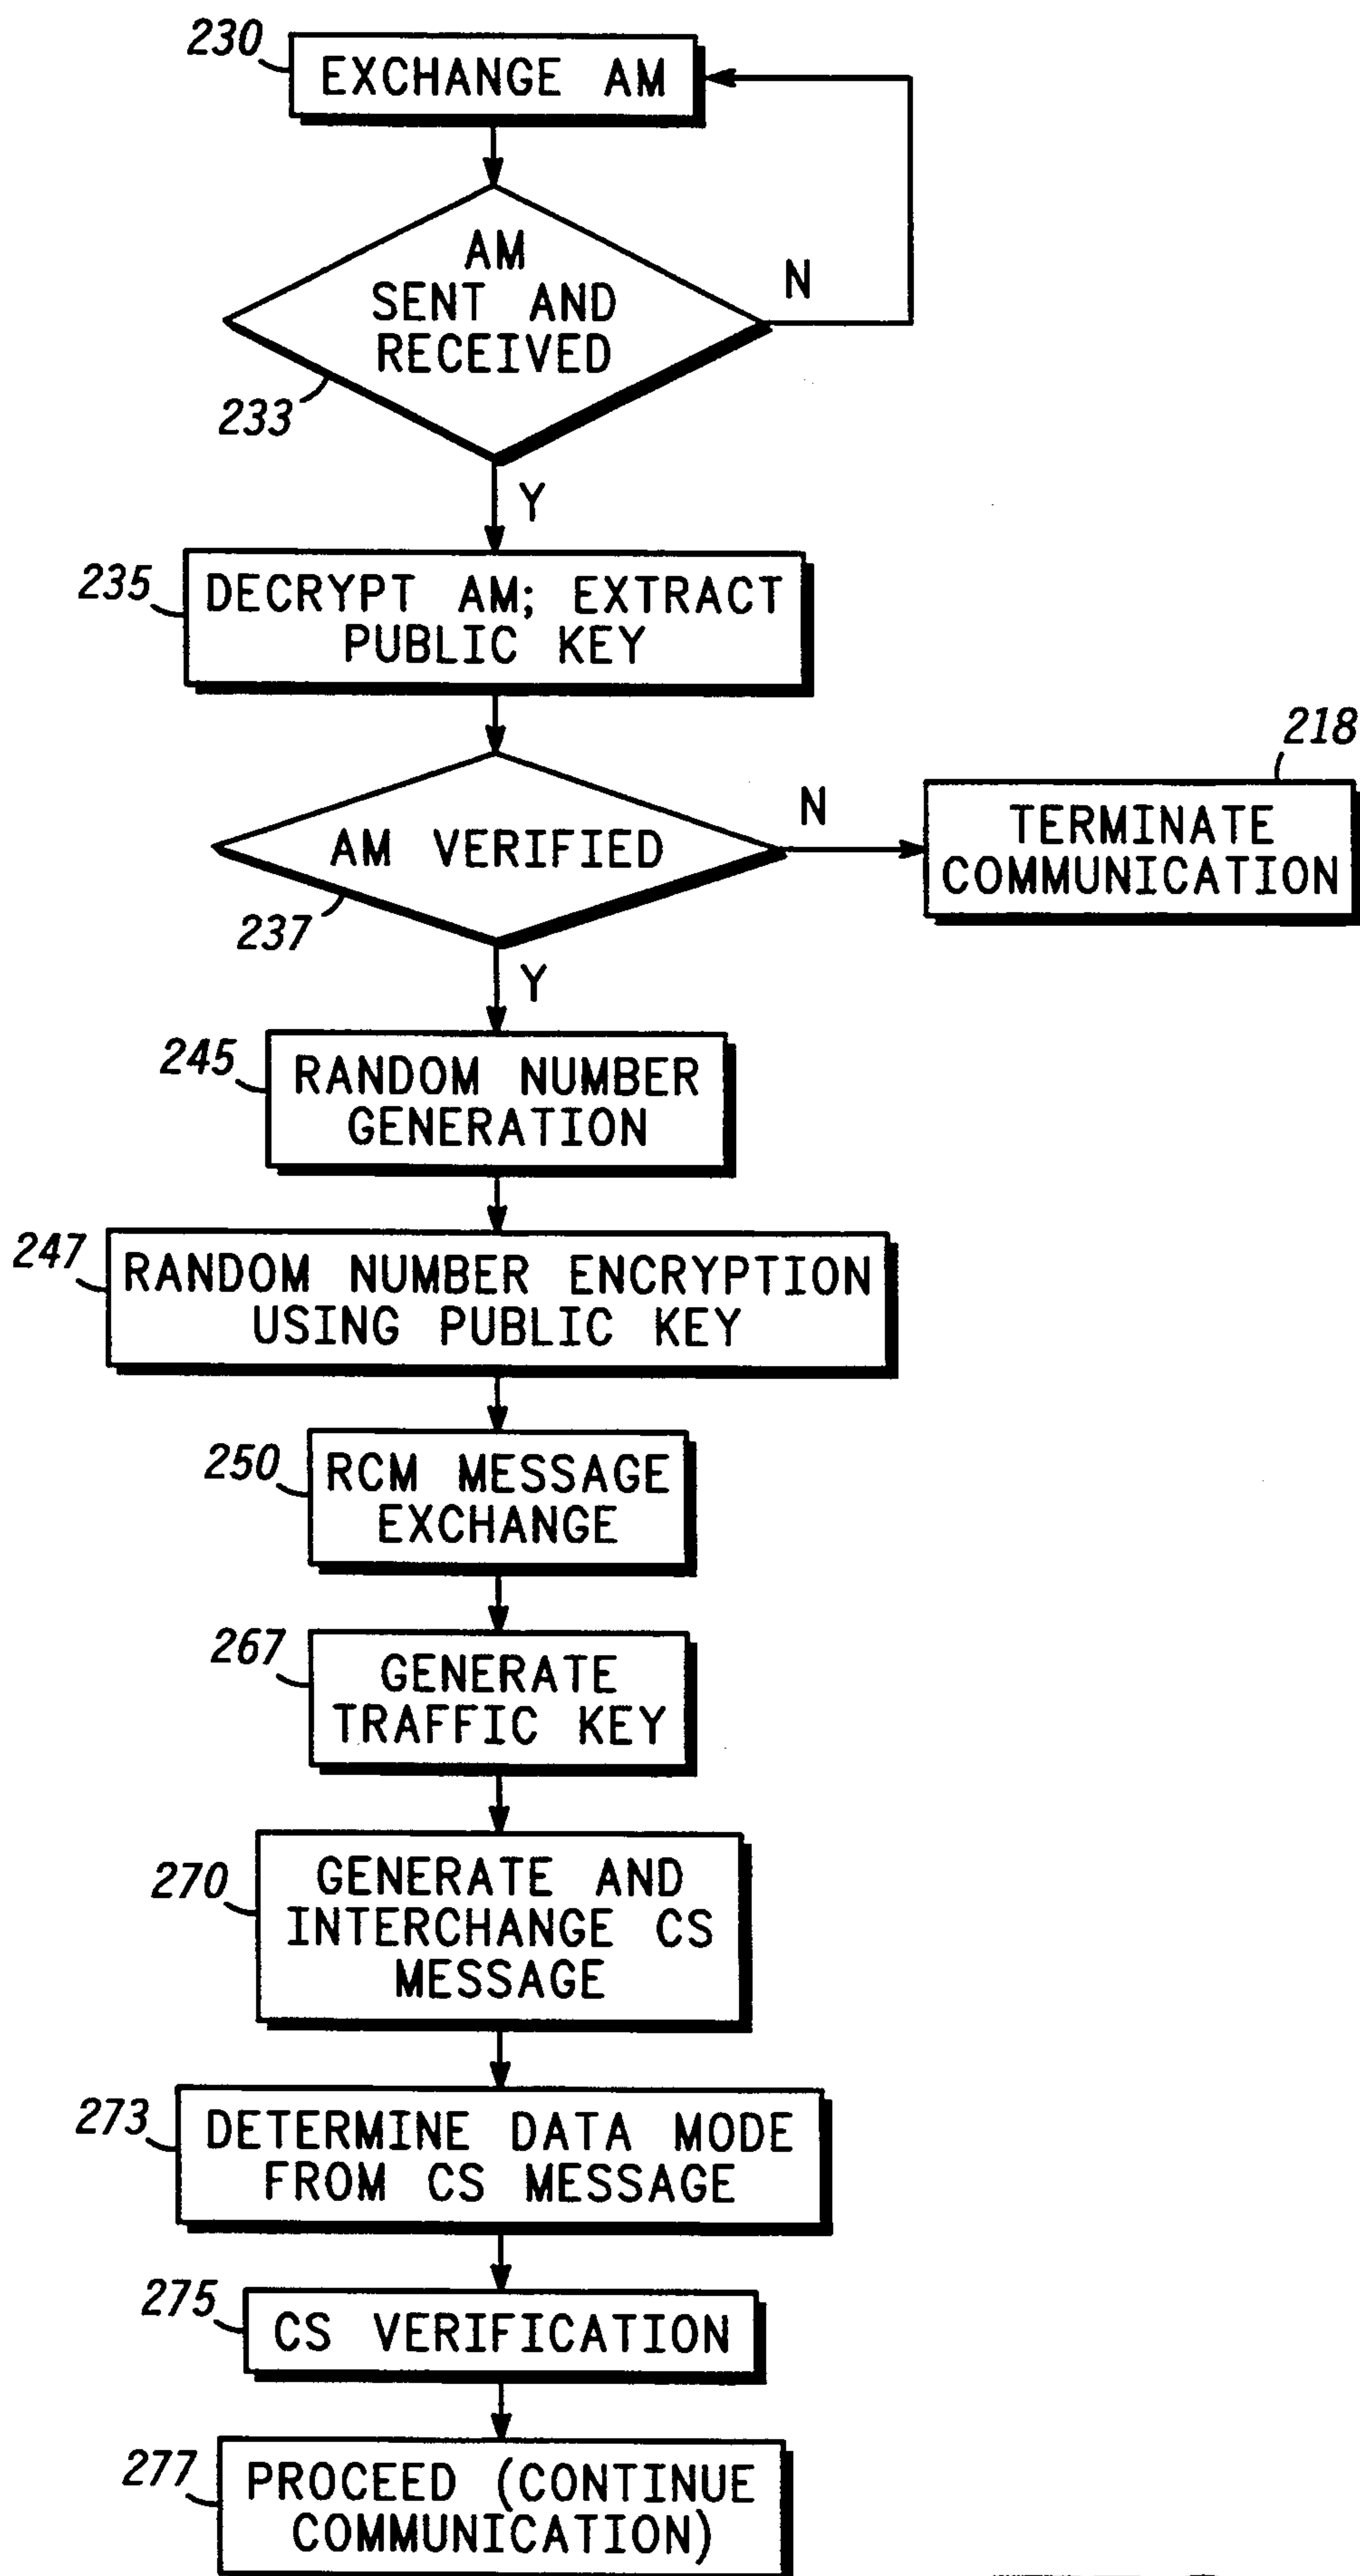 230
EXCHANGE AM
AM
SENT AND
RECEIVED
N
233
Y
235
DECRYPT AM; EXTRACT
PUBLIC KEY
218
AM VERIFIED
N
TERMINATE
COMMUNICATION
237
Y
245
RANDOM NUMBER
GENERATION
247
RANDOM NUMBER ENCRYPTION
USING PUBLIC KEY
250
RCM MESSAGE
EXCHANGE
267
GENERATE
TRAFFIC KEY
270
GENERATE AND
INTERCHANGE CS
MESSAGE
273
DETERMINE DATA MODE
FROM CS MESSAGE
275
CS VERIFICATION
277
PROCEED (CONTINUE
COMMUNICATION)